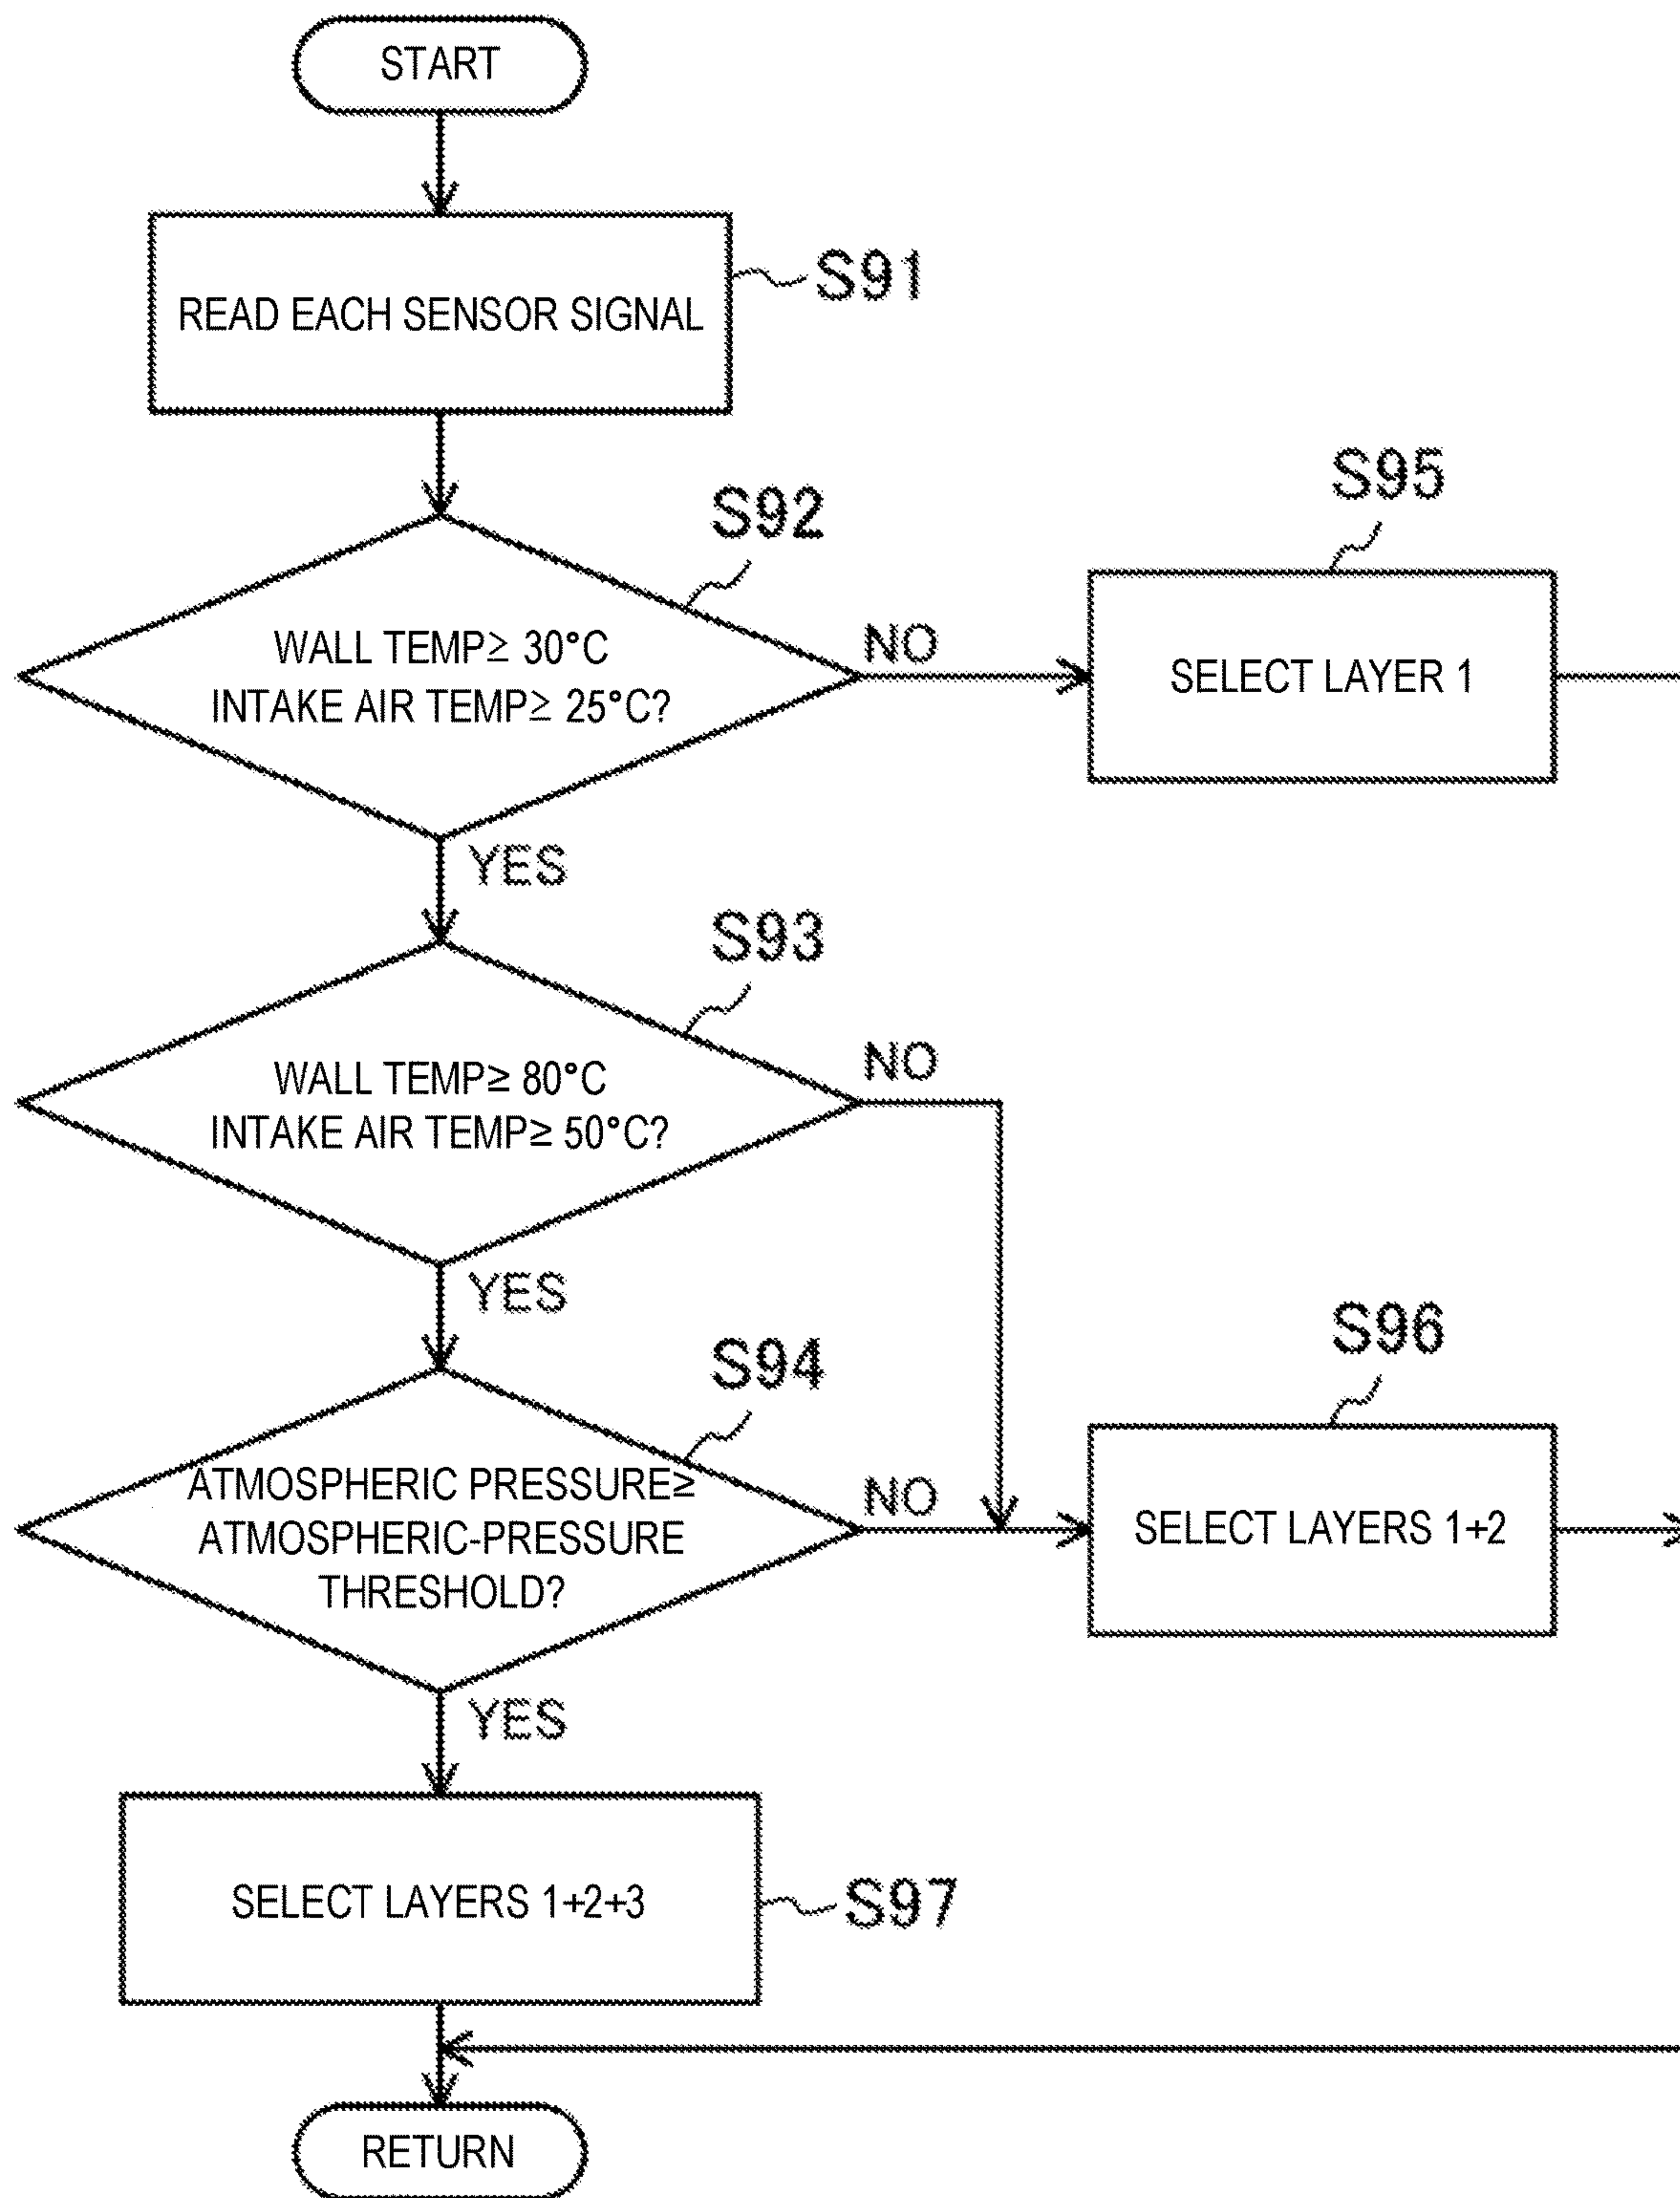 START
READ EACH SENSOR SIGNAL
S91
S92
WALL TEMP≥ 30°C
INTAKE AIR TEMP≥ 25°C?
NO
S95
SELECT LAYER 1
YES
S93
WALL TEMP≥ 80°C
INTAKE AIR TEMP≥ 50°C?
NO
YES
S94
ATMOSPHERIC PRESSURE≥
ATMOSPHERIC-PRESSURE
THRESHOLD?
NO
S96
SELECT LAYERS 1+2
YES
SELECT LAYERS 1+2+3
S97
RETURN